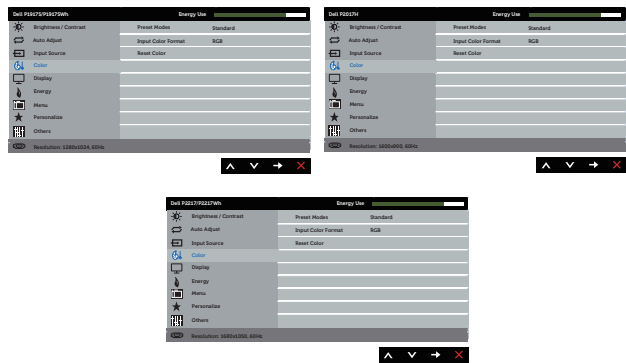 Dell P1917S/P1917SWh Energy Use
Brightness / Contrast Preset Modes Standard
Auto Adjust Input Color Format RGB
Input Source Reset Color
Color
Display
Energy
Menu
Personalize
Others
Resolution: 1280x1024, 60Hz
Dell P2017H Energy Use
Brightness / Contrast Preset Modes Standard
Auto Adjust Input Color Format RGB
Input Source Reset Color
Color
Display
Energy
Menu
Personalize
Others
Resolution: 1600x900, 60Hz
Dell P2217/P2217Wh Energy Use
Brightness / Contrast Preset Modes Standard
Auto Adjust Input Color Format RGB
Input Source Reset Color
Color
Display
Energy
Menu
Personalize
Others
Resolution: 1680x1050, 60Hz